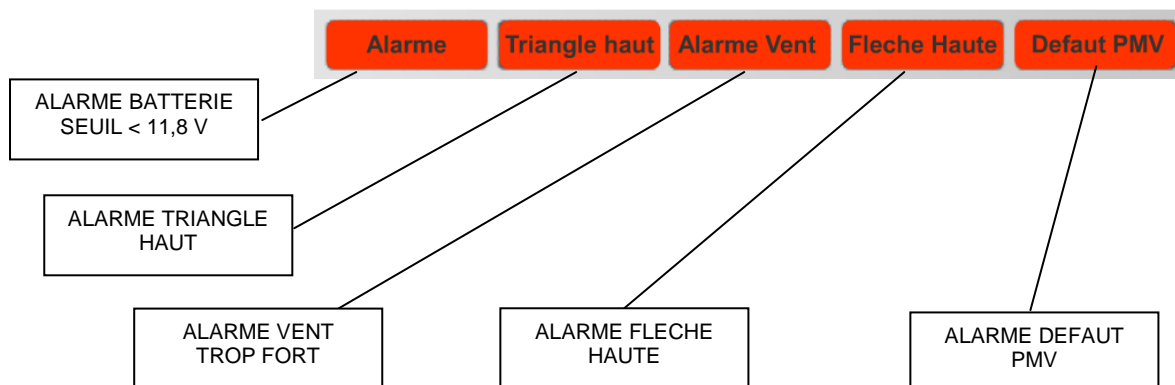 Alarme
Triangle haut
Alarme Vent
Fleche Haute
Defaut PMV
ALARME BATTERIE
SEUIL < 11,8 V
ALARME TRIANGLE
HAUT
ALARME VENT
TROP FORT
ALARME FLECHE
HAUTE
ALARME DEFAUT
PMV